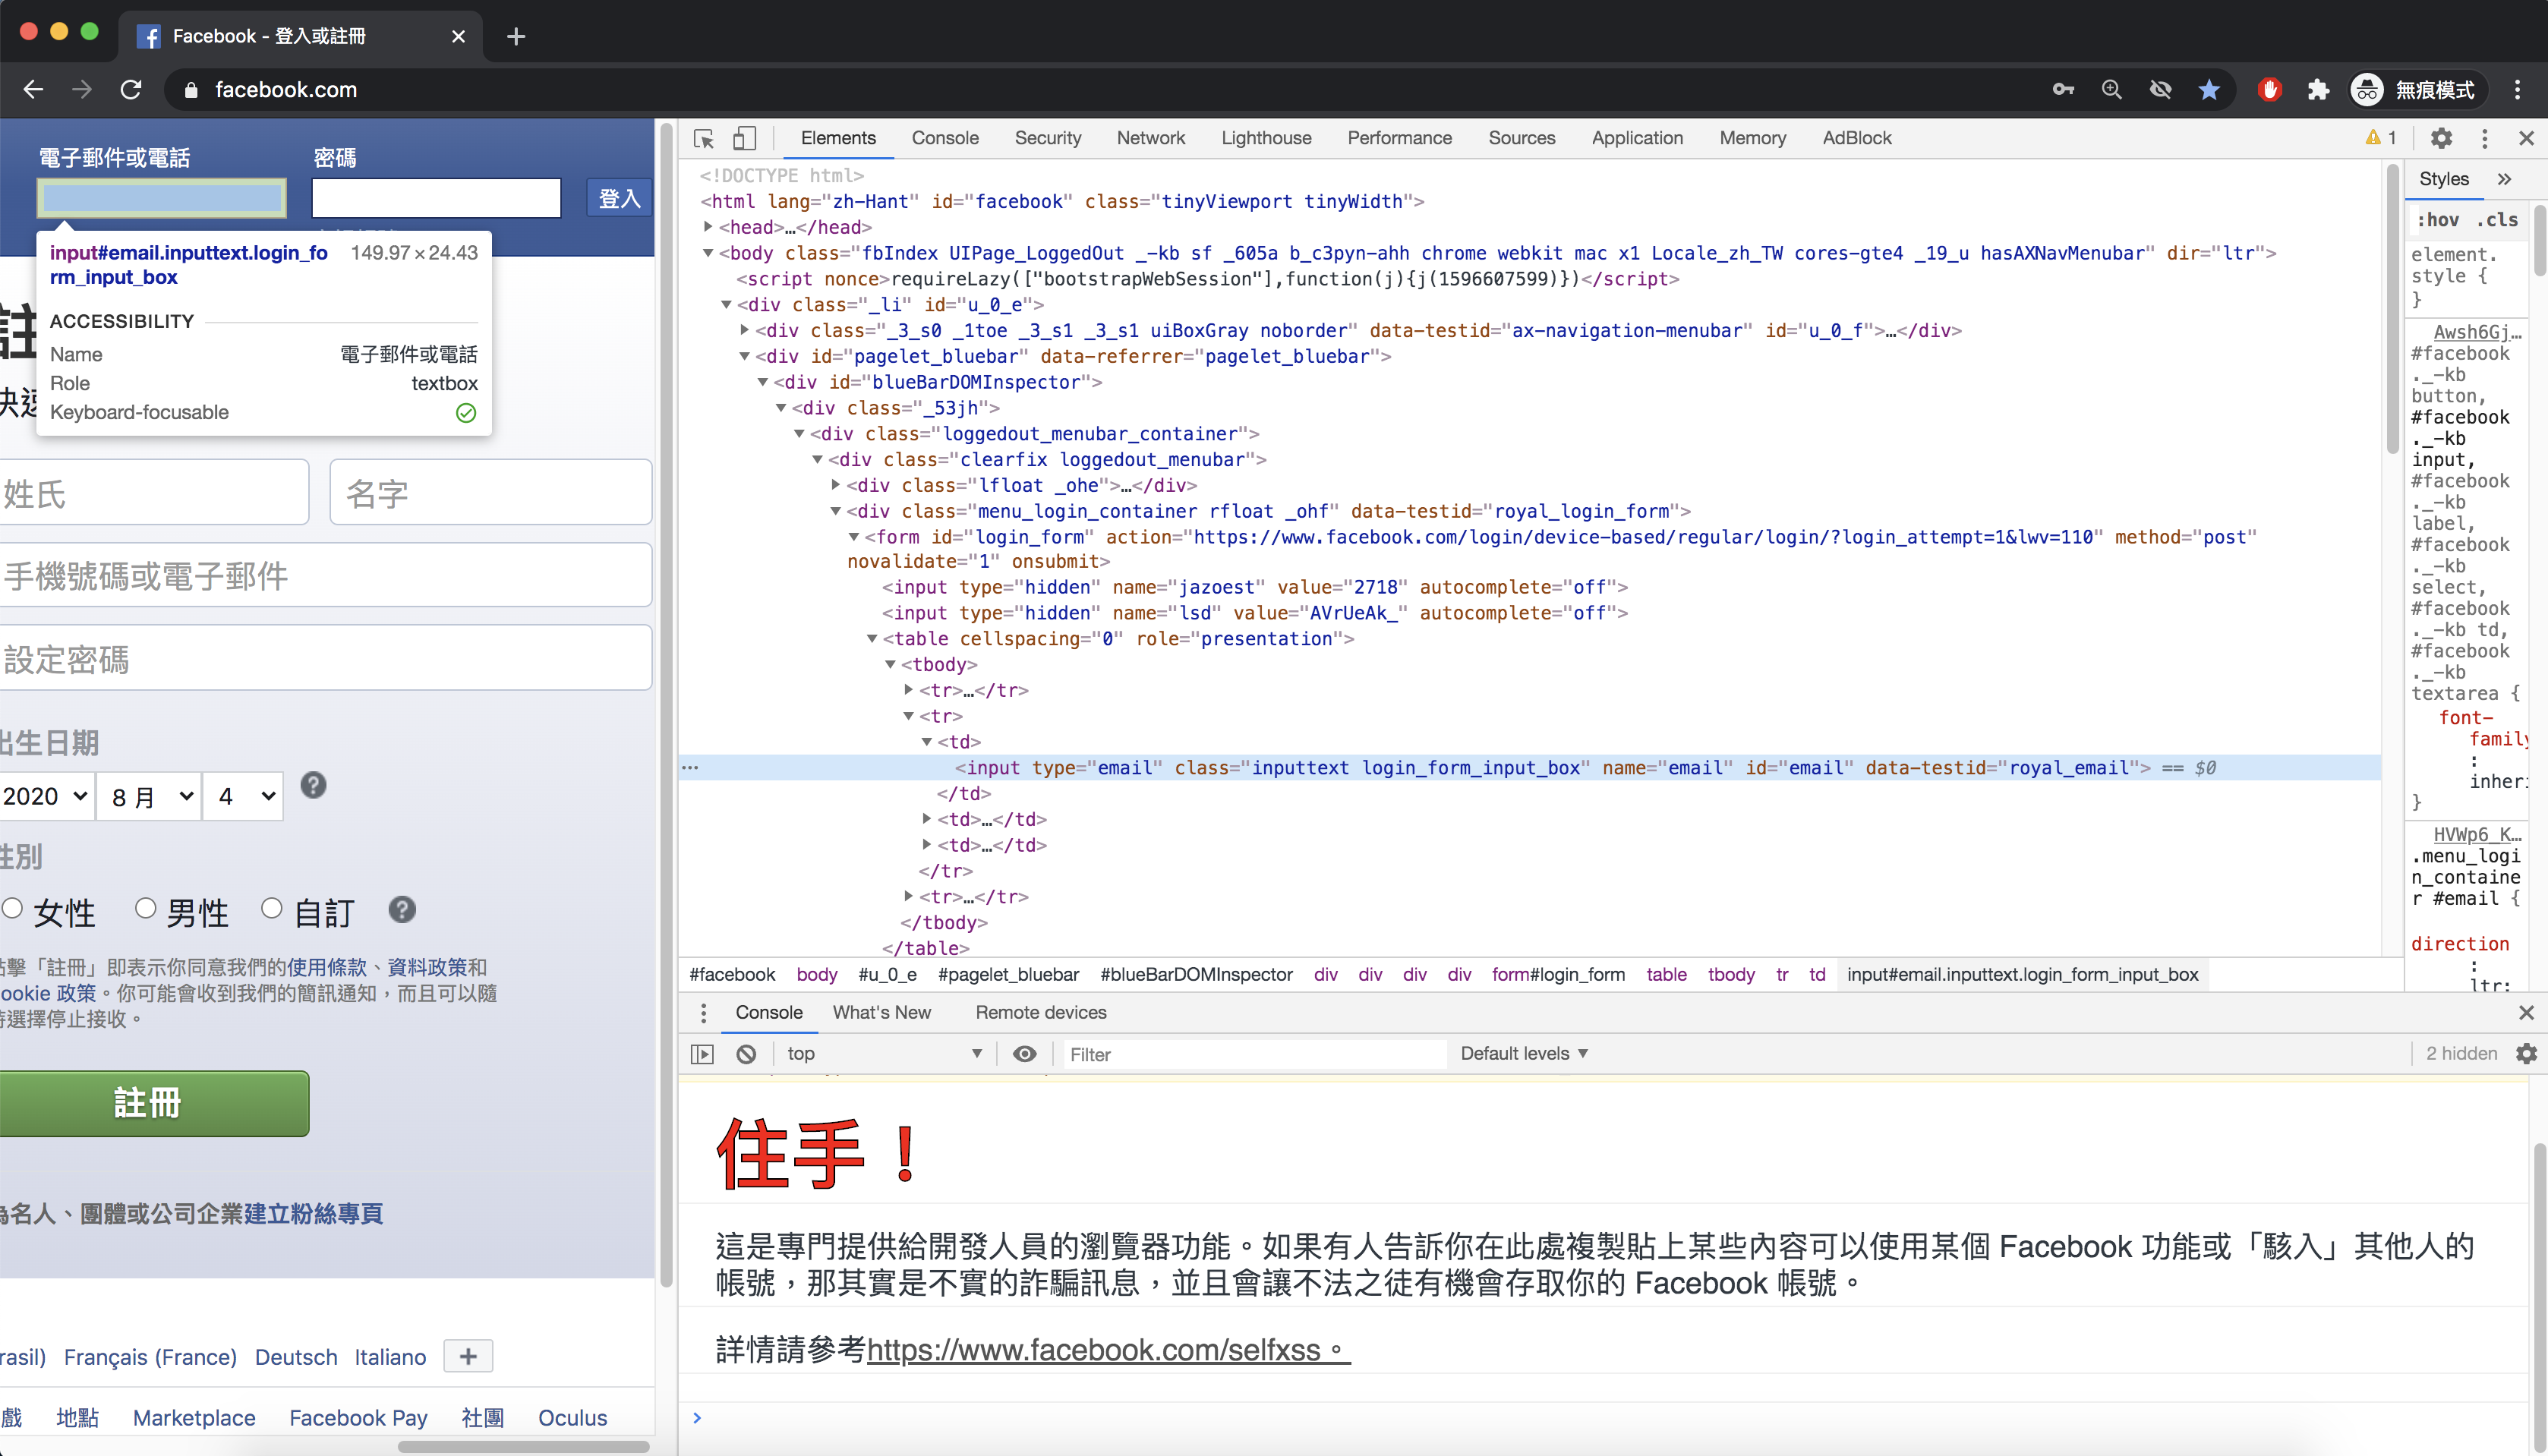 Facebook - 登入或註冊
facebook.com
無痕模式
電子郵件或電話
密碼
登入
input#email.inputtext.login_fo
rm_input_box
149.97 × 24.43
ACCESSIBILITY
Name
電子郵件或電話
Role
textbox
Keyboard-focusable
註
快速
姓氏
名字
手機號碼或電子郵件
設定密碼
出生日期
2020
8 月
4
性別
女性
男性
自訂
點擊「註冊」即表示你同意我們的使用條款、資料政策和
ookie 政策。你可能會收到我們的簡訊通知，而且可以隨
時選擇停止接收。
註冊
為名人、團體或公司企業建立粉絲專頁
rasil)
Français (France)
Deutsch
Italiano
戲
地點
Marketplace
Facebook Pay
社團
Oculus
Elements
Console
Security
Network
Lighthouse
Performance
Sources
Application
Memory
AdBlock
1
<!DOCTYPE html>
<html lang="zh-Hant" id="facebook" class="tinyViewport tinyWidth">
<head>…</head>
<body class="fbIndex UIPage_LoggedOut _-kb sf _605a b_c3pyn-ahh chrome webkit mac x1 Locale_zh_TW cores-gte4 _19_u hasAXNavMenubar" dir="ltr">
<script nonce>requireLazy(["bootstrapWebSession"],function(j){j(1596607599)})</script>
<div class="_li" id="u_0_e">
<div class="_3_s0 _1toe _3_s1 _3_s1 uiBoxGray noborder" data-testid="ax-navigation-menubar" id="u_0_f">…</div>
<div id="pagelet_bluebar" data-referrer="pagelet_bluebar">
<div id="blueBarDOMInspector">
<div class="_53jh">
<div class="loggedout_menubar_container">
<div class="clearfix loggedout_menubar">
<div class="lfloat _ohe">…</div>
<div class="menu_login_container rfloat _ohf" data-testid="royal_login_form">
<form id="login_form" action="https://www.facebook.com/login/device-based/regular/login/?login_attempt=1&lwv=110" method="post"
novalidate="1" onsubmit>
<input type="hidden" name="jazoest" value="2718" autocomplete="off">
<input type="hidden" name="lsd" value="AVrUeAk_" autocomplete="off">
<table cellspacing="0" role="presentation">
<tbody>
<tr>…</tr>
<tr>
<td>
<input type="email" class="inputtext login_form_input_box" name="email" id="email" data-testid="royal_email"> == $0
</td>
<td>…</td>
<td>…</td>
</tr>
<tr>…</tr>
</tbody>
</table>
#facebook
body
#u_0_e
#pagelet_bluebar
#blueBarDOMInspector
div
div
div
div
form#login_form
table
tbody
tr
td
input#email.inputtext.login_form_input_box
Styles
:hov .cls
element.
style {
}
Awsh6Gj…
#facebook
._-kb
button,
#facebook
._-kb
input,
#facebook
._-kb
label,
#facebook
._-kb
select,
#facebook
._-kb td,
#facebook
._-kb
textarea {
font-
family
:
inheri
}
HVWp6_K…
.menu_logi
n_containe
r #email {
direction
:
ltr;
Console
What's New
Remote devices
top
Filter
Default levels
2 hidden
住手！
這是專門提供給開發人員的瀏覽器功能。如果有人告訴你在此處複製貼上某些內容可以使用某個 Facebook 功能或「駭入」其他人的
帳號，那其實是不實的詐騙訊息，並且會讓不法之徒有機會存取你的 Facebook 帳號。
詳情請參考https://www.facebook.com/selfxss。